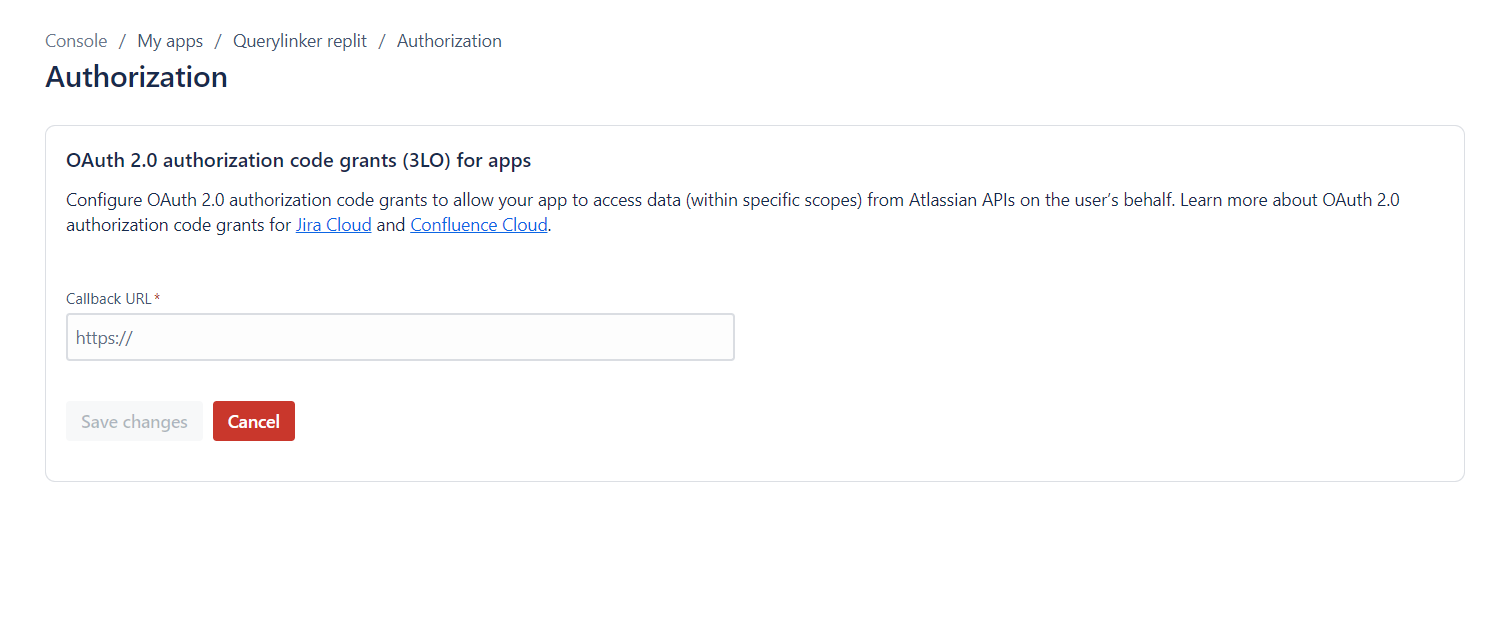 Console / My apps / Querylinker replit / Authorization
Authorization
OAuth 2.0 authorization code grants (3LO) for apps
Configure OAuth 2.0 authorization code grants to allow your app to access data (within specific scopes) from Atlassian APIs on the user’s behalf. Learn more about OAuth 2.0
authorization code grants for Jira Cloud and Confluence Cloud.
Callback URL*
https://
Save changes Cancel